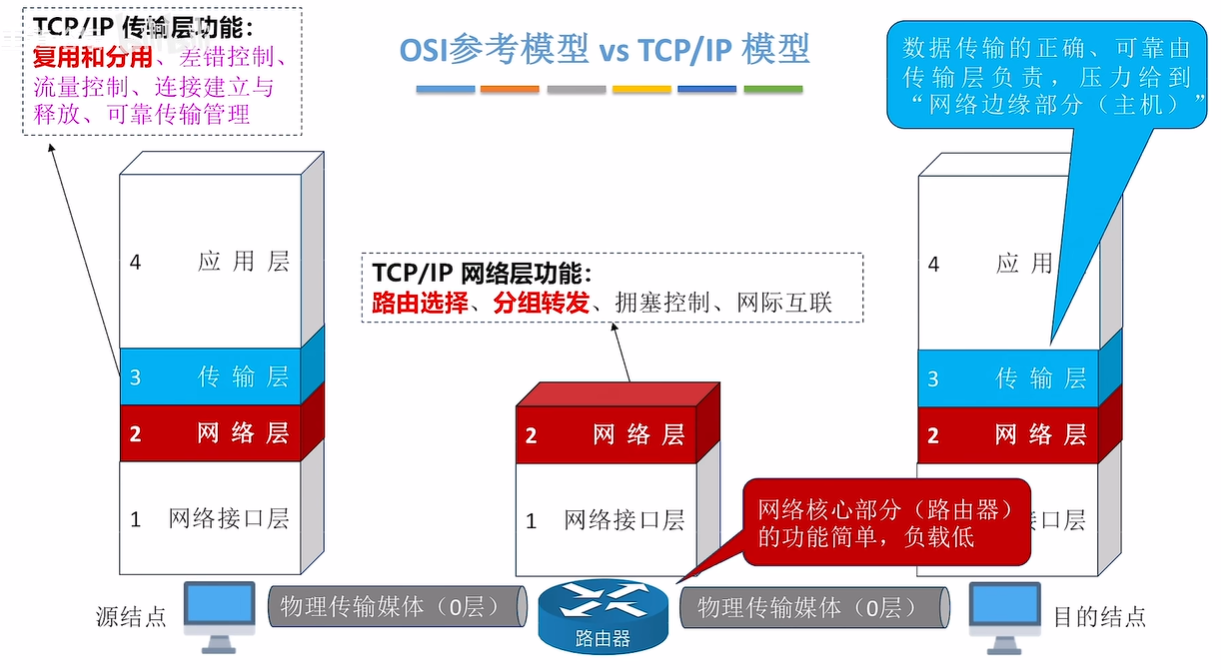 TCP/IP 传输层功能：
复用和分用、差错控制、
流量控制、连接建立与
释放、可靠传输管理
OSI参考模型 vs TCP/IP 模型
数据传输的正确、可靠由
传输层负责，压力给到
“网络边缘部分（主机）”
4 应用层
3 传输层
2 网络层
1 网络接口层
TCP/IP 网络层功能：
路由选择、分组转发、拥塞控制、网际互联
2 网络层
1 网络接口层
网络核心部分（路由器）
的功能简单，负载低
4 应用
3 传输层
2 网络层
口层
源结点
物理传输媒体（0层）
路由器
物理传输媒体（0层）
目的结点